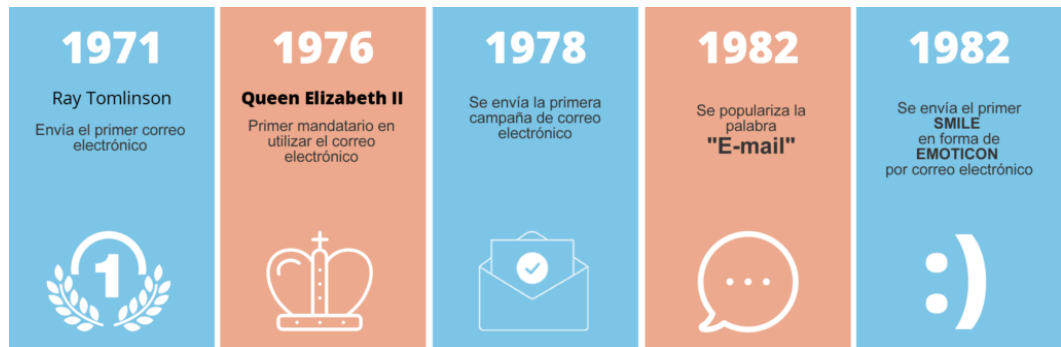 1971
Ray Tomlinson
Envía el primer correo
electrónico
1
1976
Queen Elizabeth II
Primer mandatario en
utilizar el correo
electrónico
1978
Se envía la primera
campaña de correo
electrónico
1982
Se populariza la
palabra
"E-mail"
1982
Se envía el primer
SMILE
en forma de
EMOTICON
por correo electrónico
:)